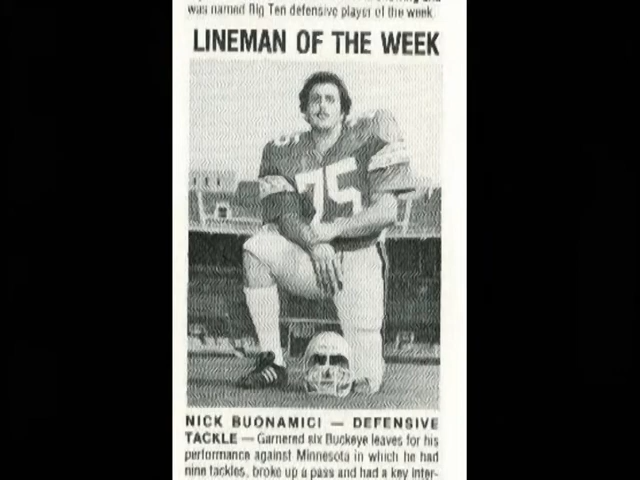 was named Big Ten defensive player of the week.
LINEMAN OF THE WEEK
75
NICK BUONAMICI — DEFENSIVE
TACKLE — Garnered six Buckeye leaves for his
performance against Minnesota in which he had
nine tackles, broke up a pass and had a key inter-